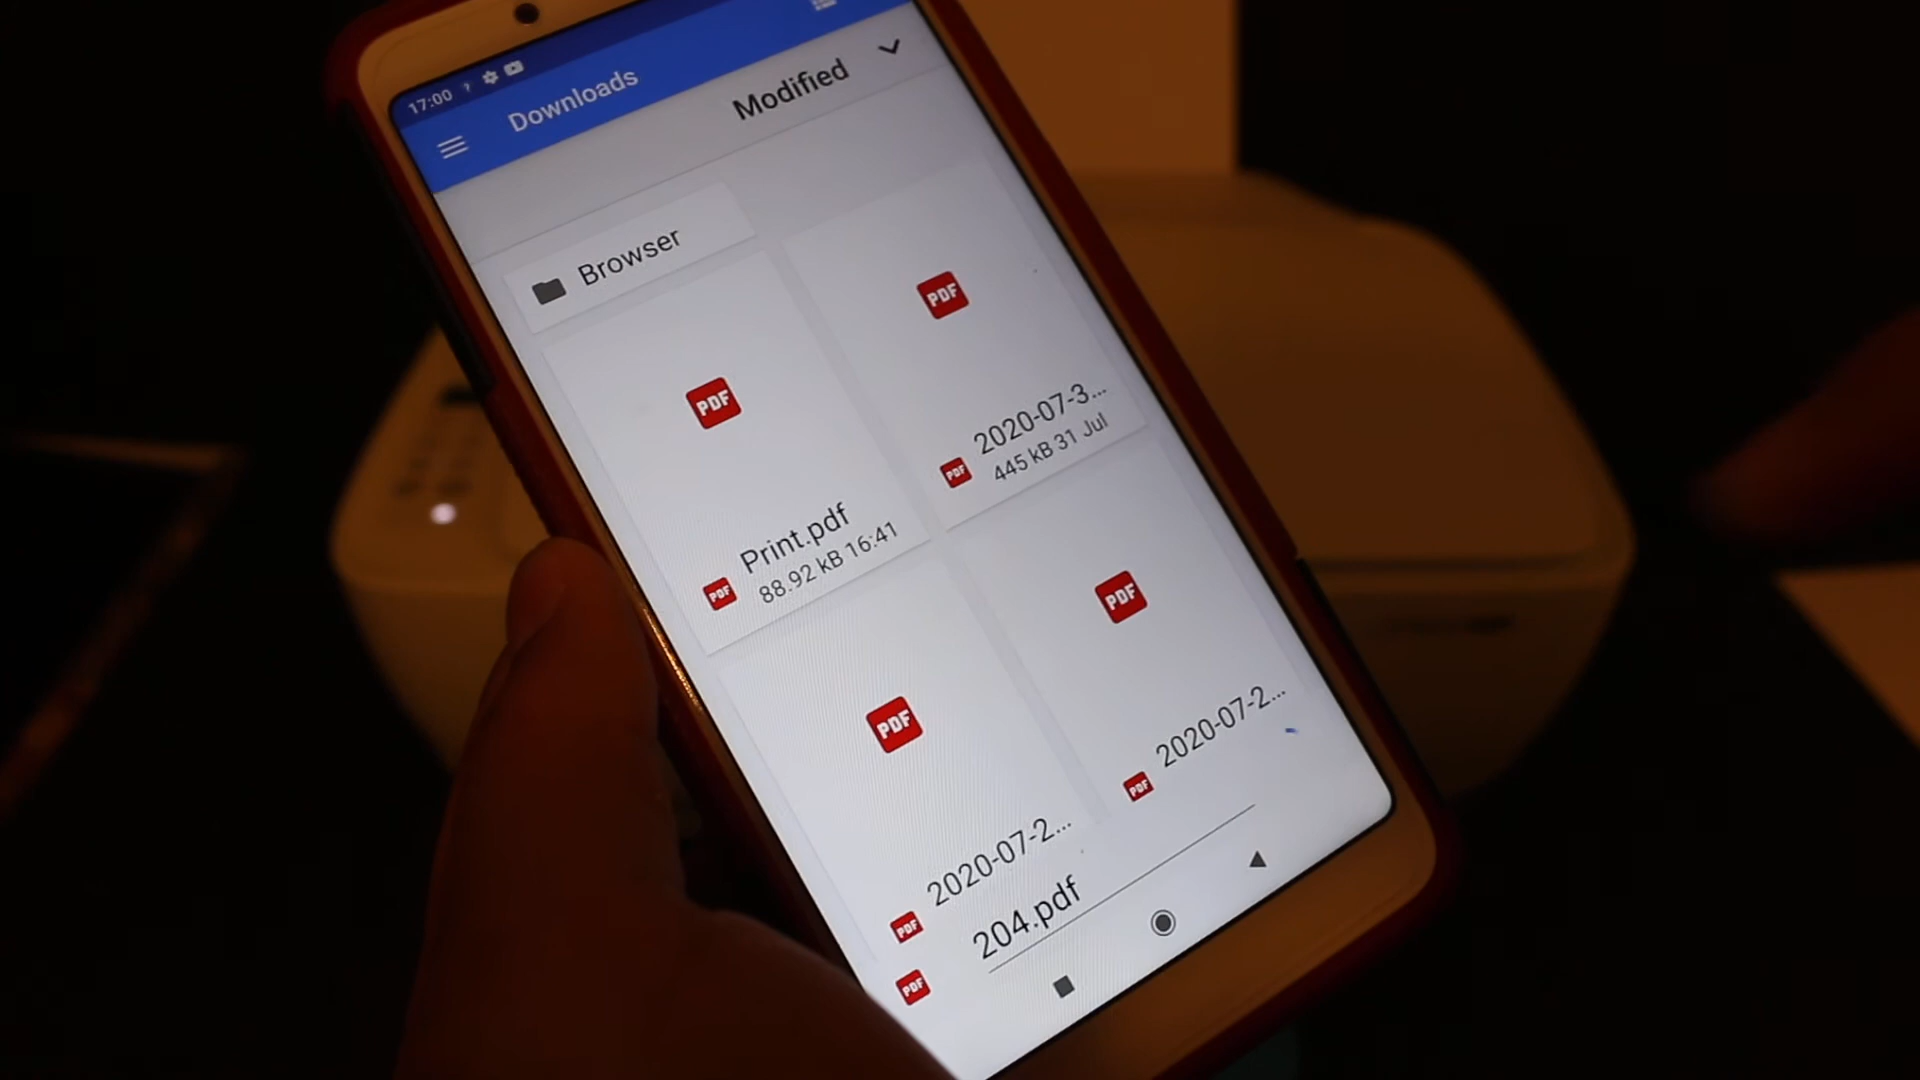 17:00
Downloads
Modified
Browser
PDF
PDF
PDF Print.pdf
88.92 kB 16:41
PDF 2020-07-3...
445 kB 31 Jul
PDF
PDF
PDF 2020-07-2...
PDF 2020-07-2...
PDF 204.pdf